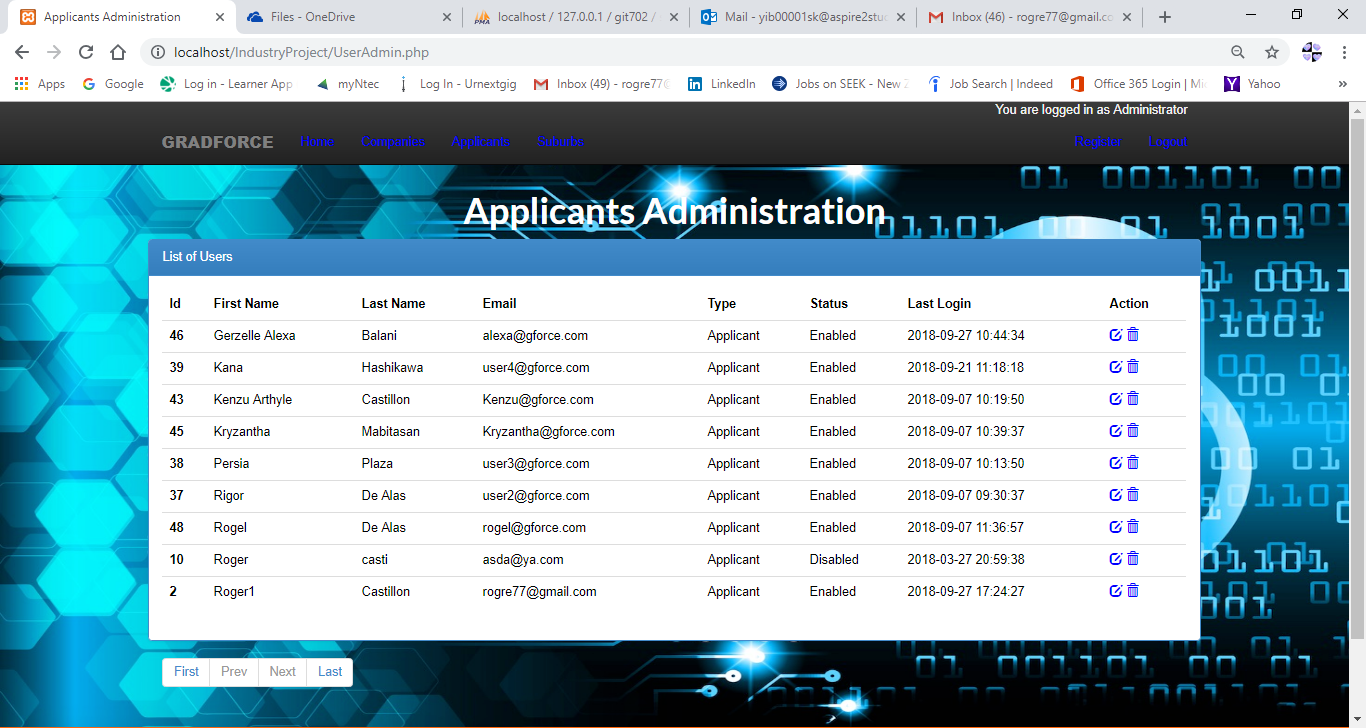 Applicants Administration
Files - OneDrive
localhost / 127.0.0.1 / git702 /
Mail - yib00001sk@aspire2stu
Inbox (46) - rogre77@gmail.co
localhost/IndustryProject/UserAdmin.php
Apps
Google
Log in - Learner App
myNtec
Log In - Urnextgig
Inbox (49) - rogre77@
LinkedIn
Jobs on SEEK - New Z
Job Search | Indeed
Office 365 Login | Mi
Yahoo
»
You are logged in as Administrator
GRADFORCE Home Companies Applicants Suburbs Register Logout
Applicants Administration
List of Users
Id First Name Last Name Email Type Status Last Login Action
46 Gerzelle Alexa Balani alexa@gforce.com Applicant Enabled 2018-09-27 10:44:34
39 Kana Hashikawa user4@gforce.com Applicant Enabled 2018-09-21 11:18:18
43 Kenzu Arthyle Castillon Kenzu@gforce.com Applicant Enabled 2018-09-07 10:19:50
45 Kryzantha Mabitasan Kryzantha@gforce.com Applicant Enabled 2018-09-07 10:39:37
38 Persia Plaza user3@gforce.com Applicant Enabled 2018-09-07 10:13:50
37 Rigor De Alas user2@gforce.com Applicant Enabled 2018-09-07 09:30:37
48 Rogel De Alas rogel@gforce.com Applicant Enabled 2018-09-07 11:36:57
10 Roger casti asda@ya.com Applicant Disabled 2018-03-27 20:59:38
2 Roger1 Castillon rogre77@gmail.com Applicant Enabled 2018-09-27 17:24:27
First Prev Next Last